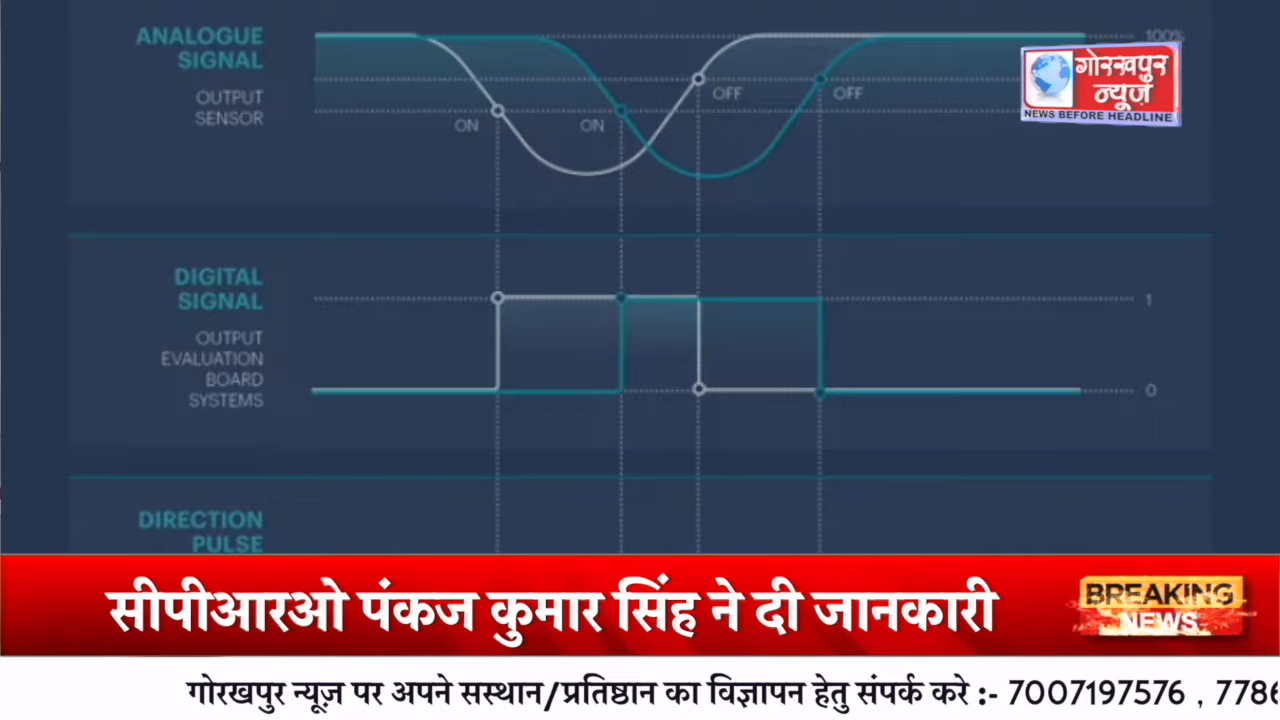 ANALOGUE
SIGNAL
OUTPUT
SENSOR
100%
ON
ON
OFF
OFF
गोरखपुर
न्यूज़
NEWS BEFORE HEADLINE
DIGITAL
SIGNAL
OUTPUT
EVALUATION
BOARD
SYSTEMS
1
0
DIRECTION
PULSE
सीपीआरओ पंकज कुमार सिंह ने दी जानकारी
BREAKING
NEWS
गोरखपुर न्यूज़ पर अपने सस्थान/प्रतिष्ठान का विज्ञापन हेतु संपर्क करे :- 7007197576 , 7786